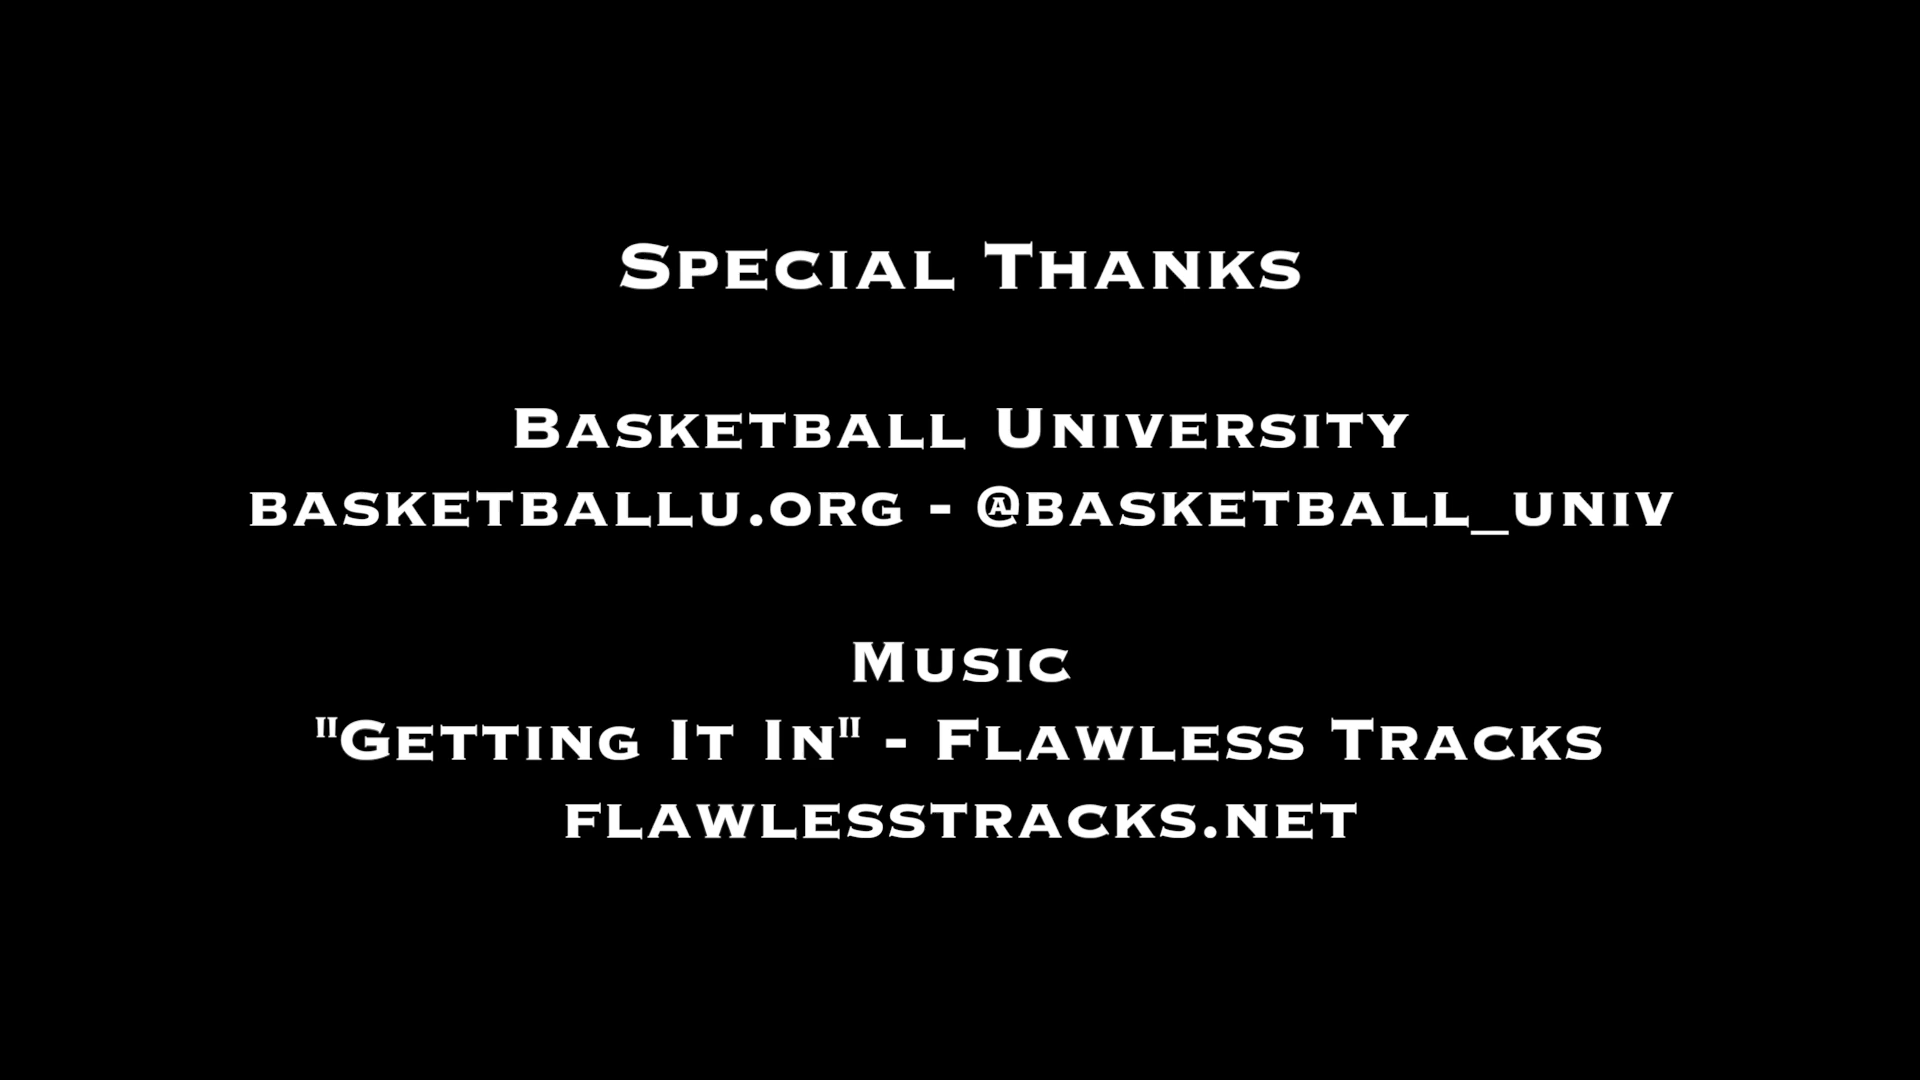 Special Thanks
Basketball University
basketballu.org - @basketball_univ
Music
"Getting It In" - Flawless Tracks
flawlesstracks.net